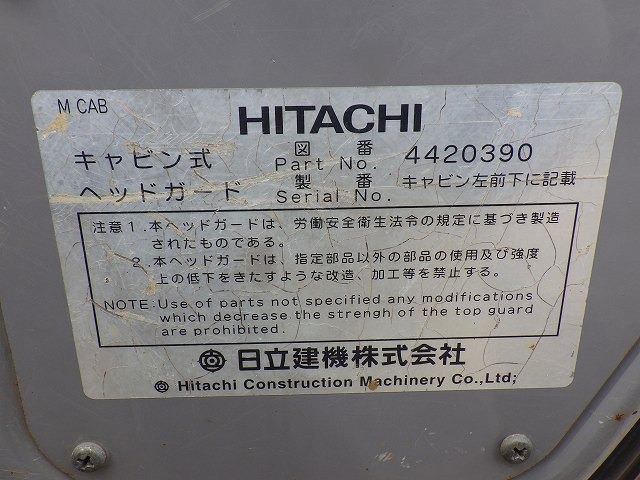 M CAB
HITACHI
キャビン式 図番 4420390
Part No.
ヘッドガード 製番 キャビン左前下に記載
Serial No.
注意 1. 本ヘッドガードは、労働安全衛生法令の規定に基づき製造
されたものである。
2. 本ヘッドガードは、指定部品以外の部品の使用及び強度
上の低下をきたすような改造、加工等を禁止する。
NOTE: Use of parts not specified any modifications
which decrease the strengh of the top guard
are prohibited.
日立建機株式会社
Hitachi Construction Machinery Co., Ltd;